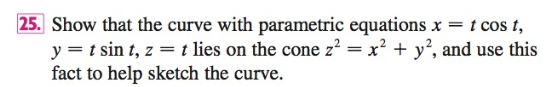 25. Show that the curve with parametric equations x = t cos t,
y = t sin t, z = t lies on the cone z² = x² + y², and use this
fact to help sketch the curve.